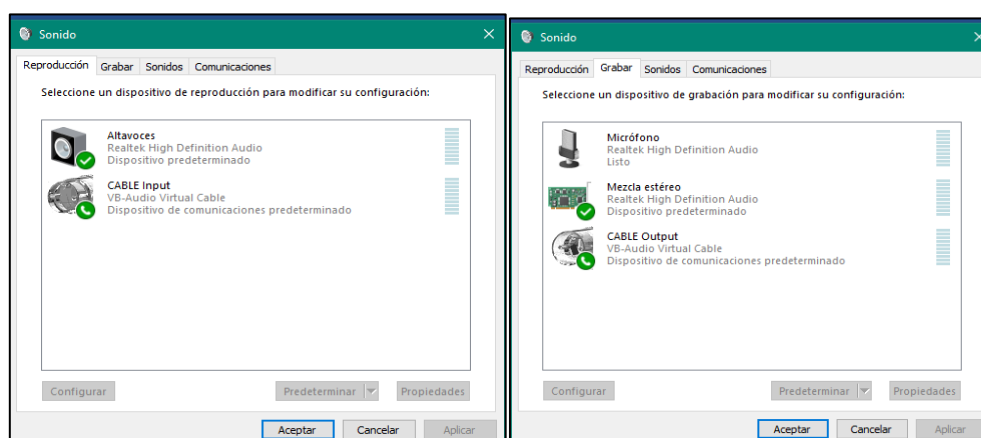 Sonido
Reproducción Grabar Sonidos Comunicaciones
Seleccione un dispositivo de reproducción para modificar su configuración:
Altavoces
Realtek High Definition Audio
Dispositivo predeterminado
CABLE Input
VB-Audio Virtual Cable
Dispositivo de comunicaciones predeterminado
Configurar Predeterminar Propiedades
Aceptar Cancelar Aplicar
Sonido
Reproducción Grabar Sonidos Comunicaciones
Seleccione un dispositivo de grabación para modificar su configuración:
Micrófono
Realtek High Definition Audio
Listo
Mezcla estéreo
Realtek High Definition Audio
Dispositivo predeterminado
CABLE Output
VB-Audio Virtual Cable
Dispositivo de comunicaciones predeterminado
Configurar Predeterminar Propiedades
Aceptar Cancelar Aplicar